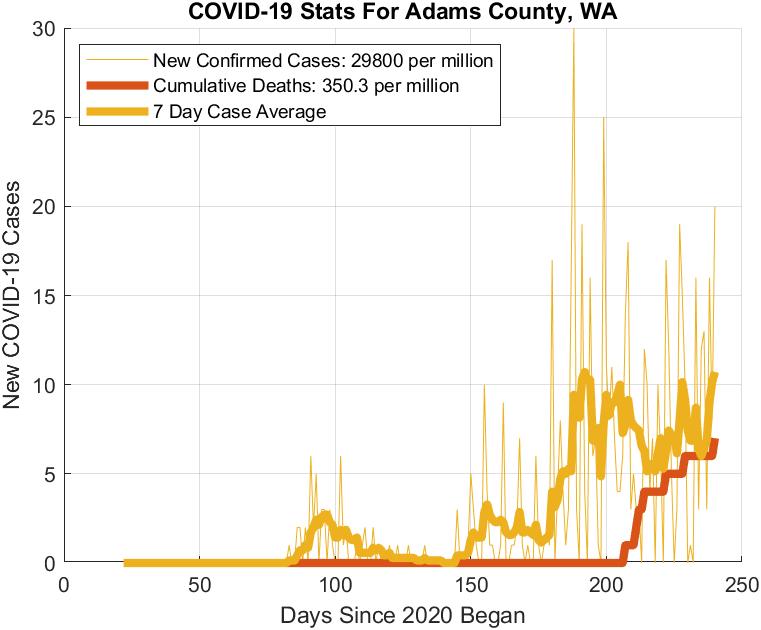 COVID-19 Stats For Adams County, WA
30
New Confirmed Cases: 29800 per million
Cumulative Deaths: 350.3 per million
7 Day Case Average
25
20
15
10
5
0
New COVID-19 Cases
0 50 100 150 200 250
Days Since 2020 Began